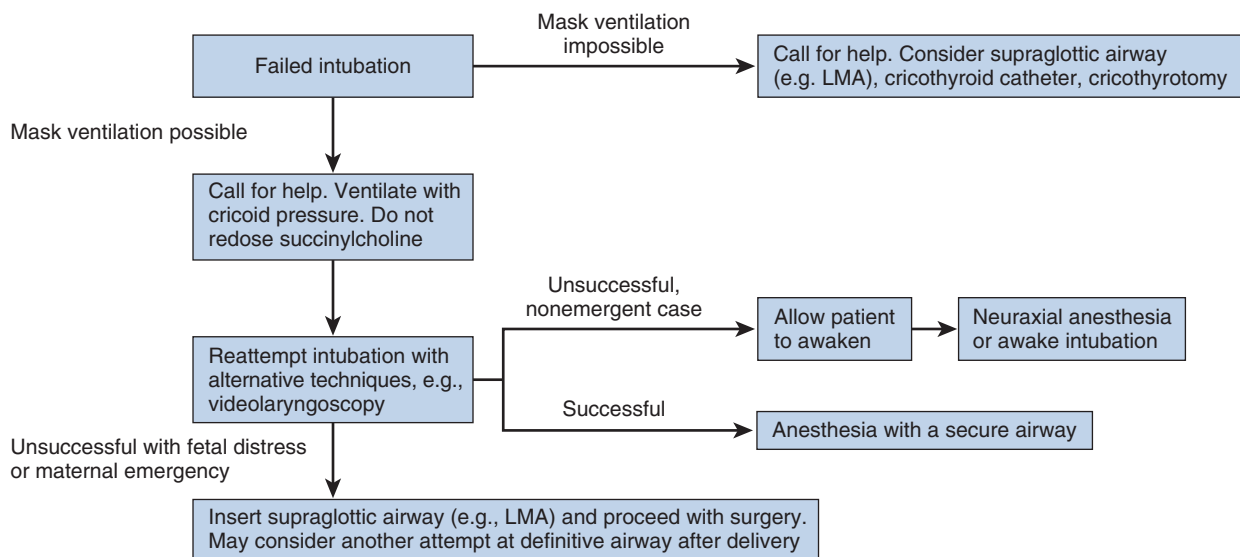 Mask ventilation
impossible
Failed intubation
Call for help. Consider supraglottic airway
(e.g. LMA), cricothyroid catheter, cricothyrotomy
Mask ventilation possible
Call for help. Ventilate with
cricoid pressure. Do not
redose succinylcholine
Unsuccessful,
nonemergent case
Allow patient
to awaken
Neuraxial anesthesia
or awake intubation
Reattempt intubation with
alternative techniques, e.g.,
videolaryngoscopy
Successful
Anesthesia with a secure airway
Unsuccessful with fetal distress
or maternal emergency
Insert supraglottic airway (e.g., LMA) and proceed with surgery.
May consider another attempt at definitive airway after delivery